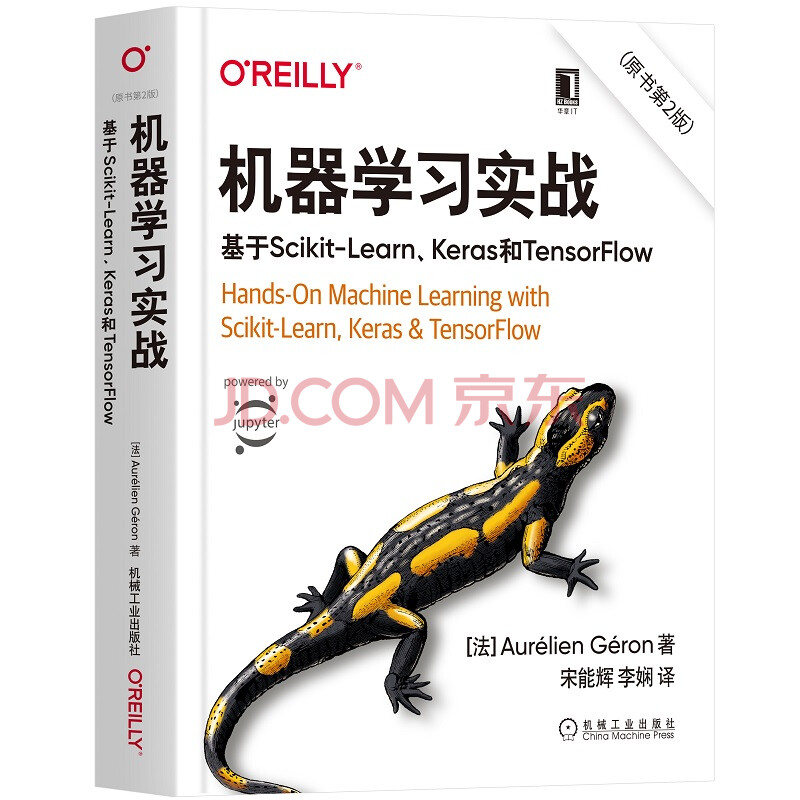 (原书第2版)
机器学习实战
基于Scikit-Learn, Keras和TensorFlow
[法] Aurélien Géron 著
机械工业出版社
O'REILLY
O'REILLY®
HZ Books
华章IT
(原书第2版)
机器学习实战
基于Scikit-Learn、Keras和TensorFlow
Hands-On Machine Learning with
Scikit-Learn, Keras & TensorFlow
powered by
jupyter
JD.COM 京东
[法] Aurélien Géron 著
宋能辉 李娴 译
机械工业出版社
China Machine Press